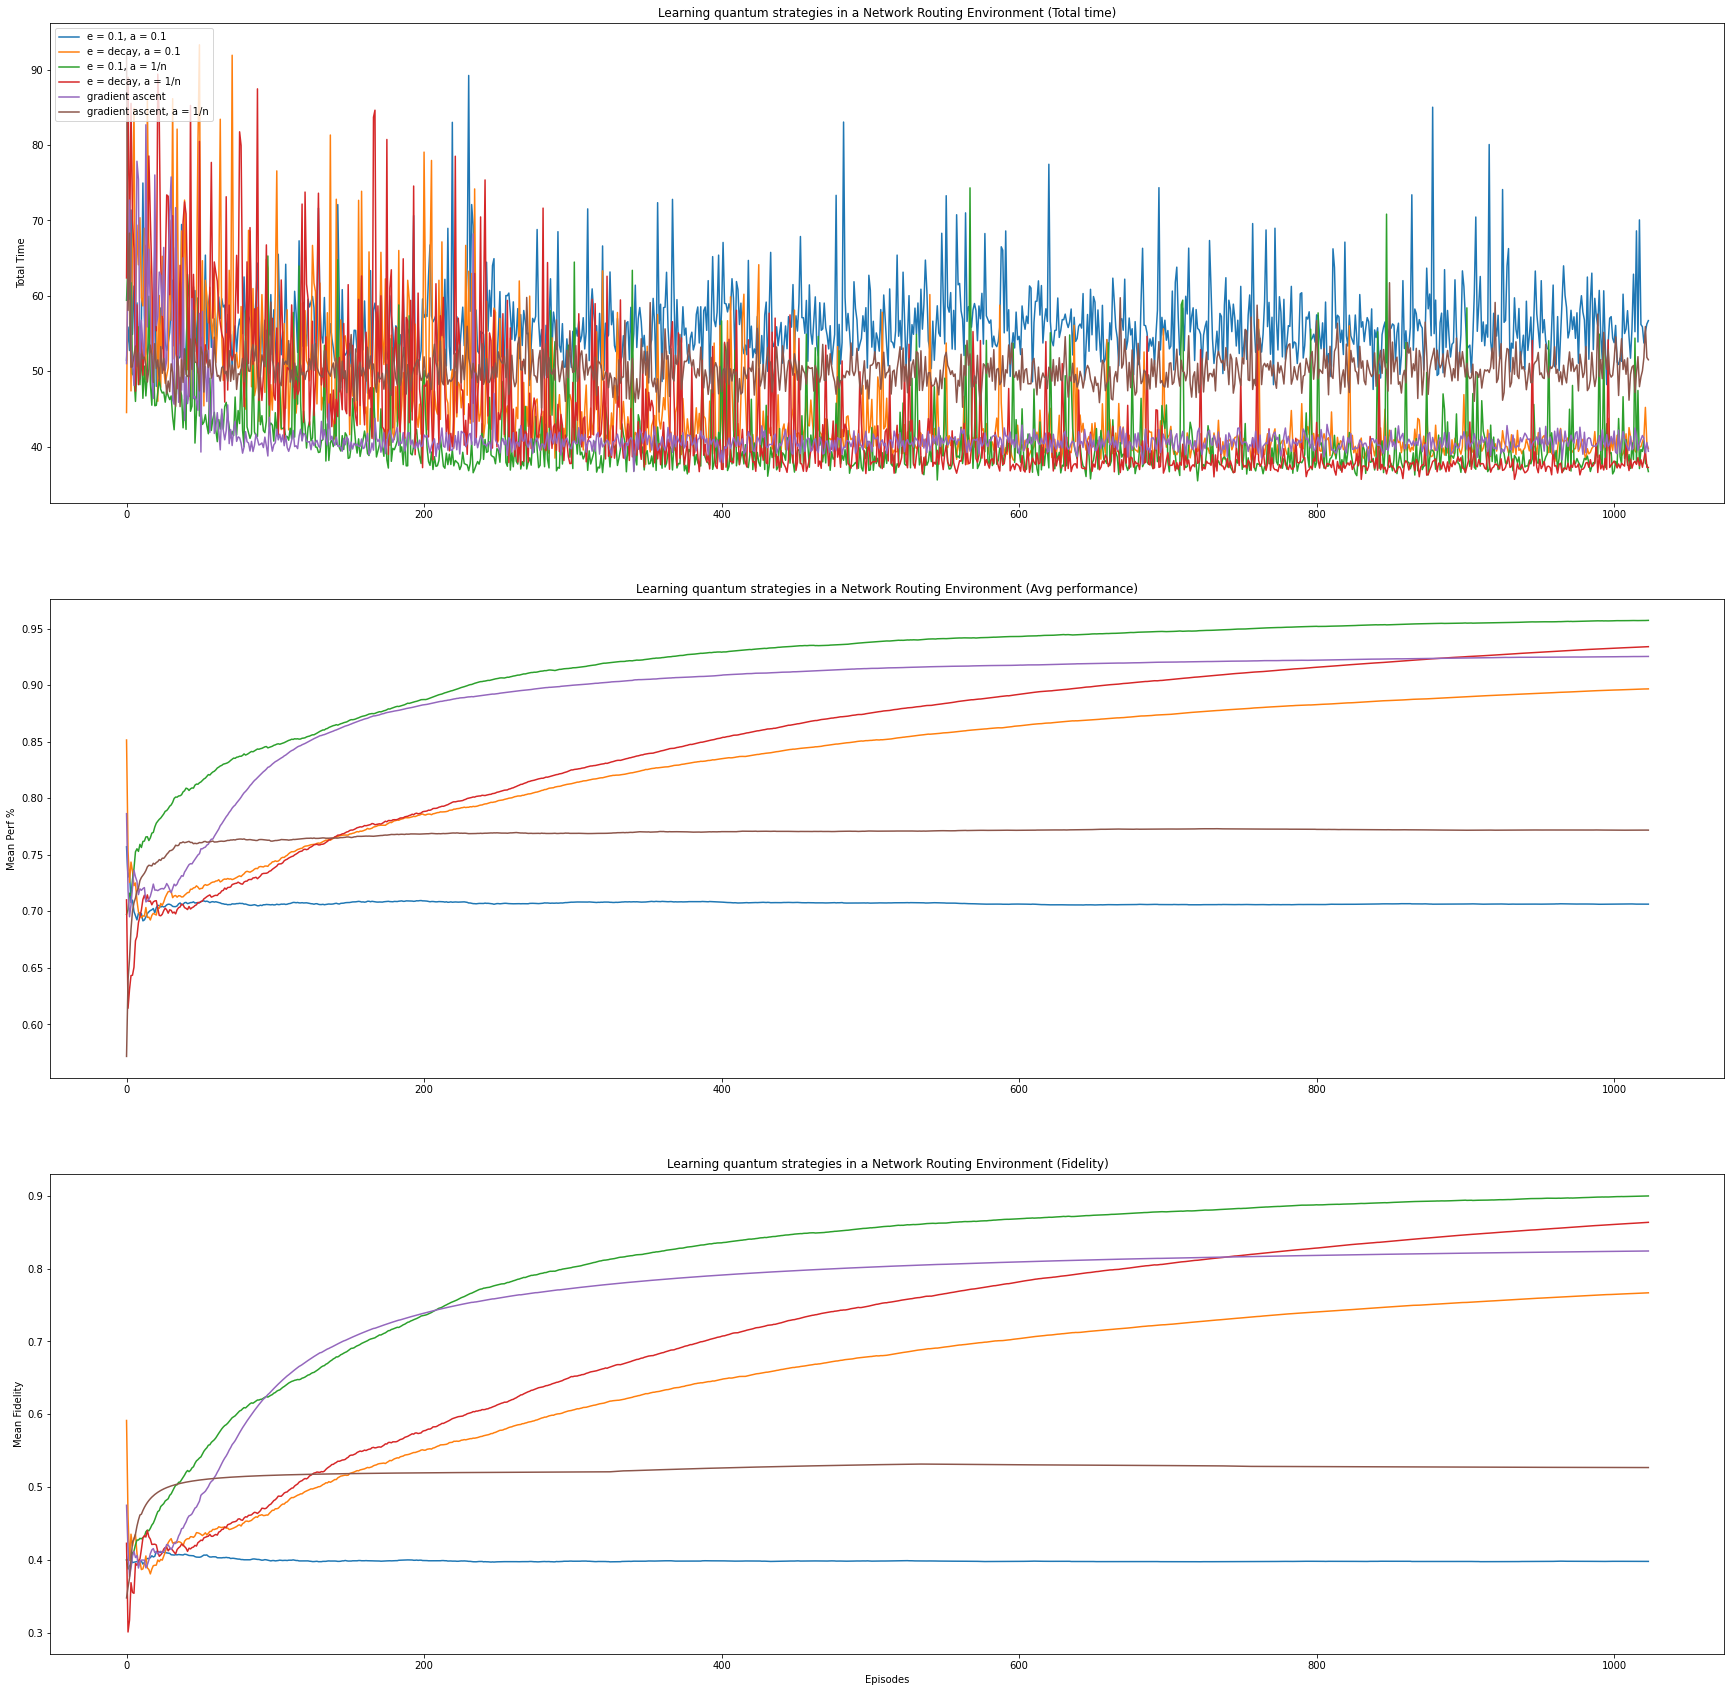 Learning quantum strategies in a Network Routing Environment (Total time)
e = 0.1, a = 0.1
e = decay, a = 0.1
e = 0.1, a = 1/n
e = decay, a = 1/n
gradient ascent
gradient ascent, a = 1/n
Total Time
90
80
70
60
50
40
0 200 400 600 800 1000
Learning quantum strategies in a Network Routing Environment (Avg performance)
Mean Perf %
0.95
0.90
0.85
0.80
0.75
0.70
0.65
0.60
0 200 400 600 800 1000
Learning quantum strategies in a Network Routing Environment (Fidelity)
Mean Fidelity
0.9
0.8
0.7
0.6
0.5
0.4
0.3
0 200 400 600 800 1000
Episodes